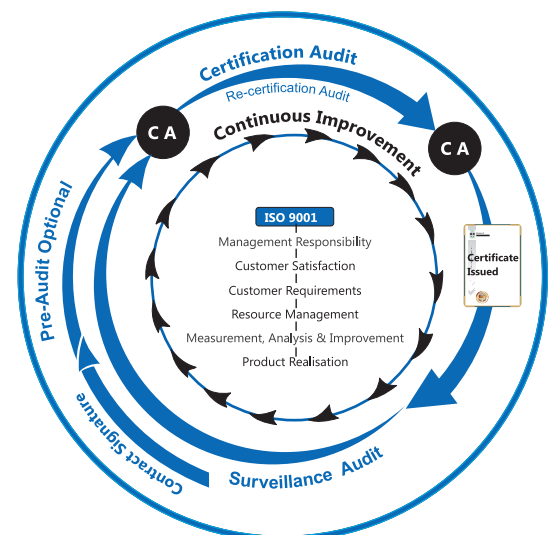 Certification Audit
Re-certification Audit
Continuous Improvement
C A
C A
Pre-Audit Optional
Certificate
Issued
ISO 9001
Management Responsibility
Customer Satisfaction
Customer Requirements
Resource Management
Measurement, Analysis & Improvement
Product Realisation
Contract Signature
Surveillance Audit